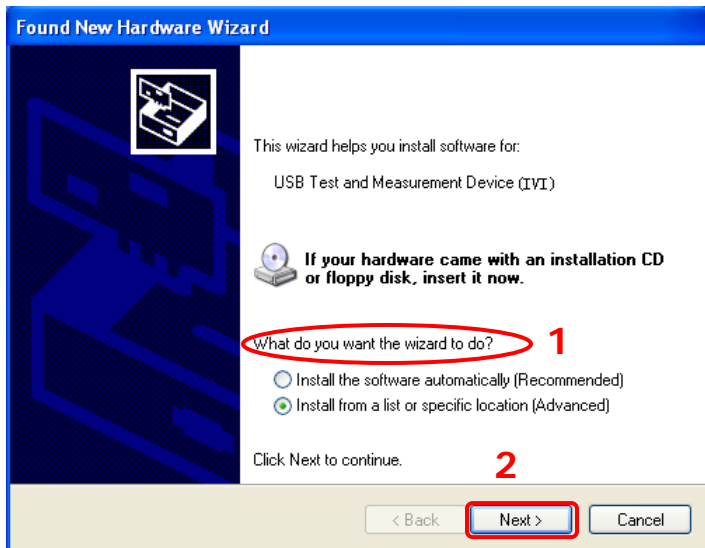 Found New Hardware Wizard
This wizard helps you install software for:
USB Test and Measurement Device (IVI)
If your hardware came with an installation CD
or floppy disk, insert it now.
What do you want the wizard to do? 1
Install the software automatically (Recommended)
Install from a list or specific location (Advanced)
Click Next to continue.
2
< Back Next > Cancel